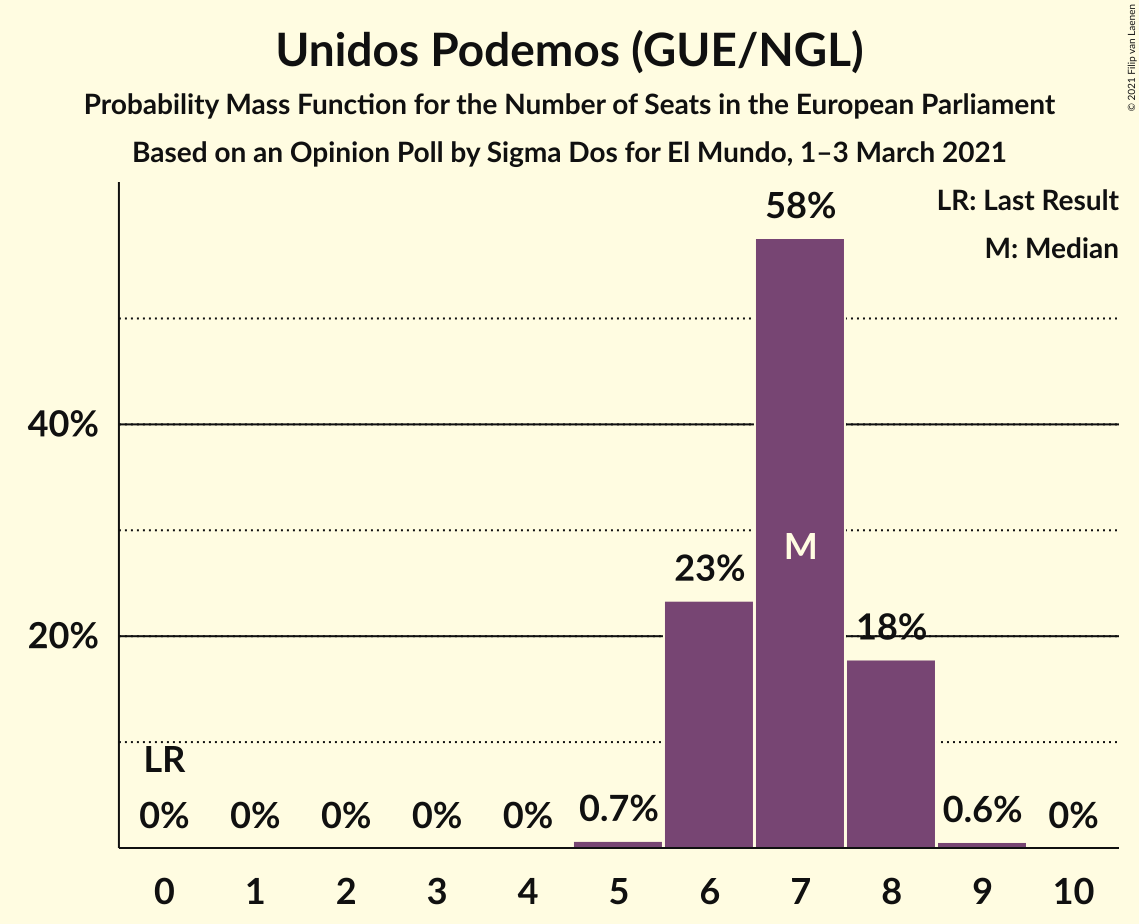 Unidos Podemos (GUE/NGL)
Probability Mass Function for the Number of Seats in the European Parliament
Based on an Opinion Poll by Sigma Dos for El Mundo, 1–3 March 2021
© 2021 Filip van Laenen
LR: Last Result
M: Median
58%
40%
M
23%
20%
18%
LR
0% 0% 0% 0% 0% 0.7% 0.6% 0%
0 1 2 3 4 5 6 7 8 9 10